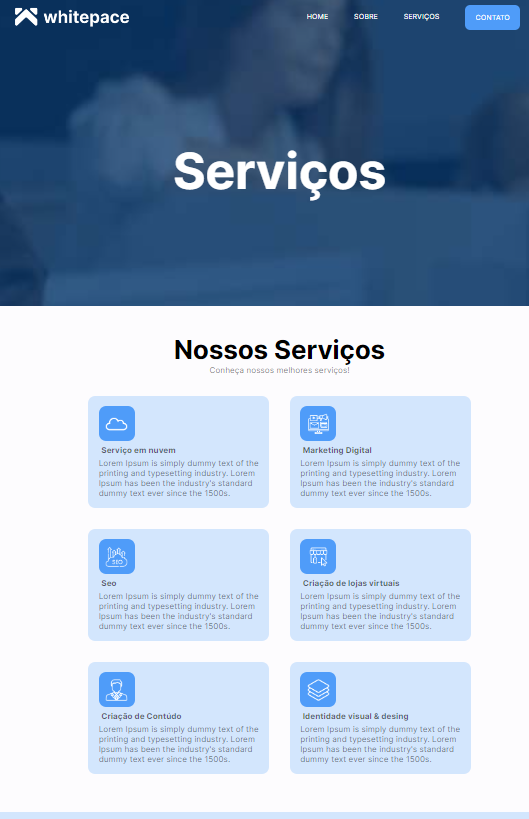 whitepace
HOME SOBRE SERVIÇOS CONTATO
Serviços
Nossos Serviços
Conheça nossos melhores serviços!
Serviço em nuvem
Lorem Ipsum is simply dummy text of the
printing and typesetting industry. Lorem
Ipsum has been the industry's standard
dummy text ever since the 1500s.
Marketing Digital
Lorem Ipsum is simply dummy text of the
printing and typesetting industry. Lorem
Ipsum has been the industry's standard
dummy text ever since the 1500s.
SEO
Seo
Lorem Ipsum is simply dummy text of the
printing and typesetting industry. Lorem
Ipsum has been the industry's standard
dummy text ever since the 1500s.
Criação de lojas virtuais
Lorem Ipsum is simply dummy text of the
printing and typesetting industry. Lorem
Ipsum has been the industry's standard
dummy text ever since the 1500s.
Criação de Contúdo
Lorem Ipsum is simply dummy text of the
printing and typesetting industry. Lorem
Ipsum has been the industry's standard
dummy text ever since the 1500s.
Identidade visual & desing
Lorem Ipsum is simply dummy text of the
printing and typesetting industry. Lorem
Ipsum has been the industry's standard
dummy text ever since the 1500s.